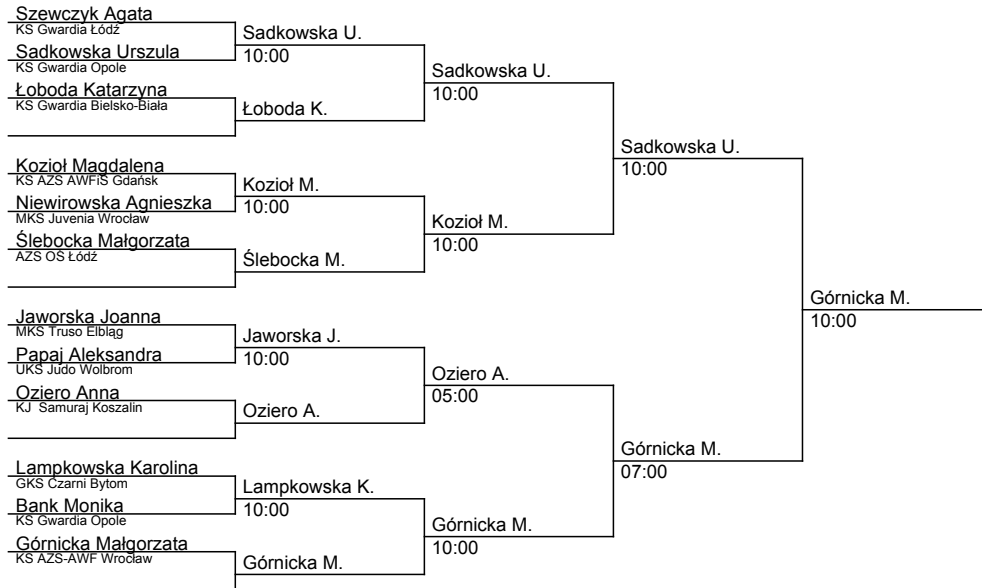 Szewczyk Agata
KS Gwardia Łódź
Sadkowska Urszula
KS Gwardia Opole
Łoboda Katarzyna
KS Gwardia Bielsko-Biała
Kozioł Magdalena
KS AZS AWFiS Gdańsk
Niewirowska Agnieszka
MKS Juvenia Wrocław
Ślebocka Małgorzata
AZS OŚ Łódź
Jaworska Joanna
MKS Truso Elbląg
Papaj Aleksandra
UKS Judo Wolbrom
Oziero Anna
KJ Samuraj Koszalin
Lampkowska Karolina
GKS Czarni Bytom
Bank Monika
KS Gwardia Opole
Górnicka Małgorzata
KS AZS-AWF Wrocław
Sadkowska U.
10:00
Łoboda K.
Kozioł M.
10:00
Ślebocka M.
Jaworska J.
10:00
Oziero A.
Lampkowska K.
10:00
Górnicka M.
Sadkowska U.
10:00
Kozioł M.
10:00
Oziero A.
05:00
Górnicka M.
10:00
Sadkowska U.
10:00
Górnicka M.
07:00
Górnicka M.
10:00